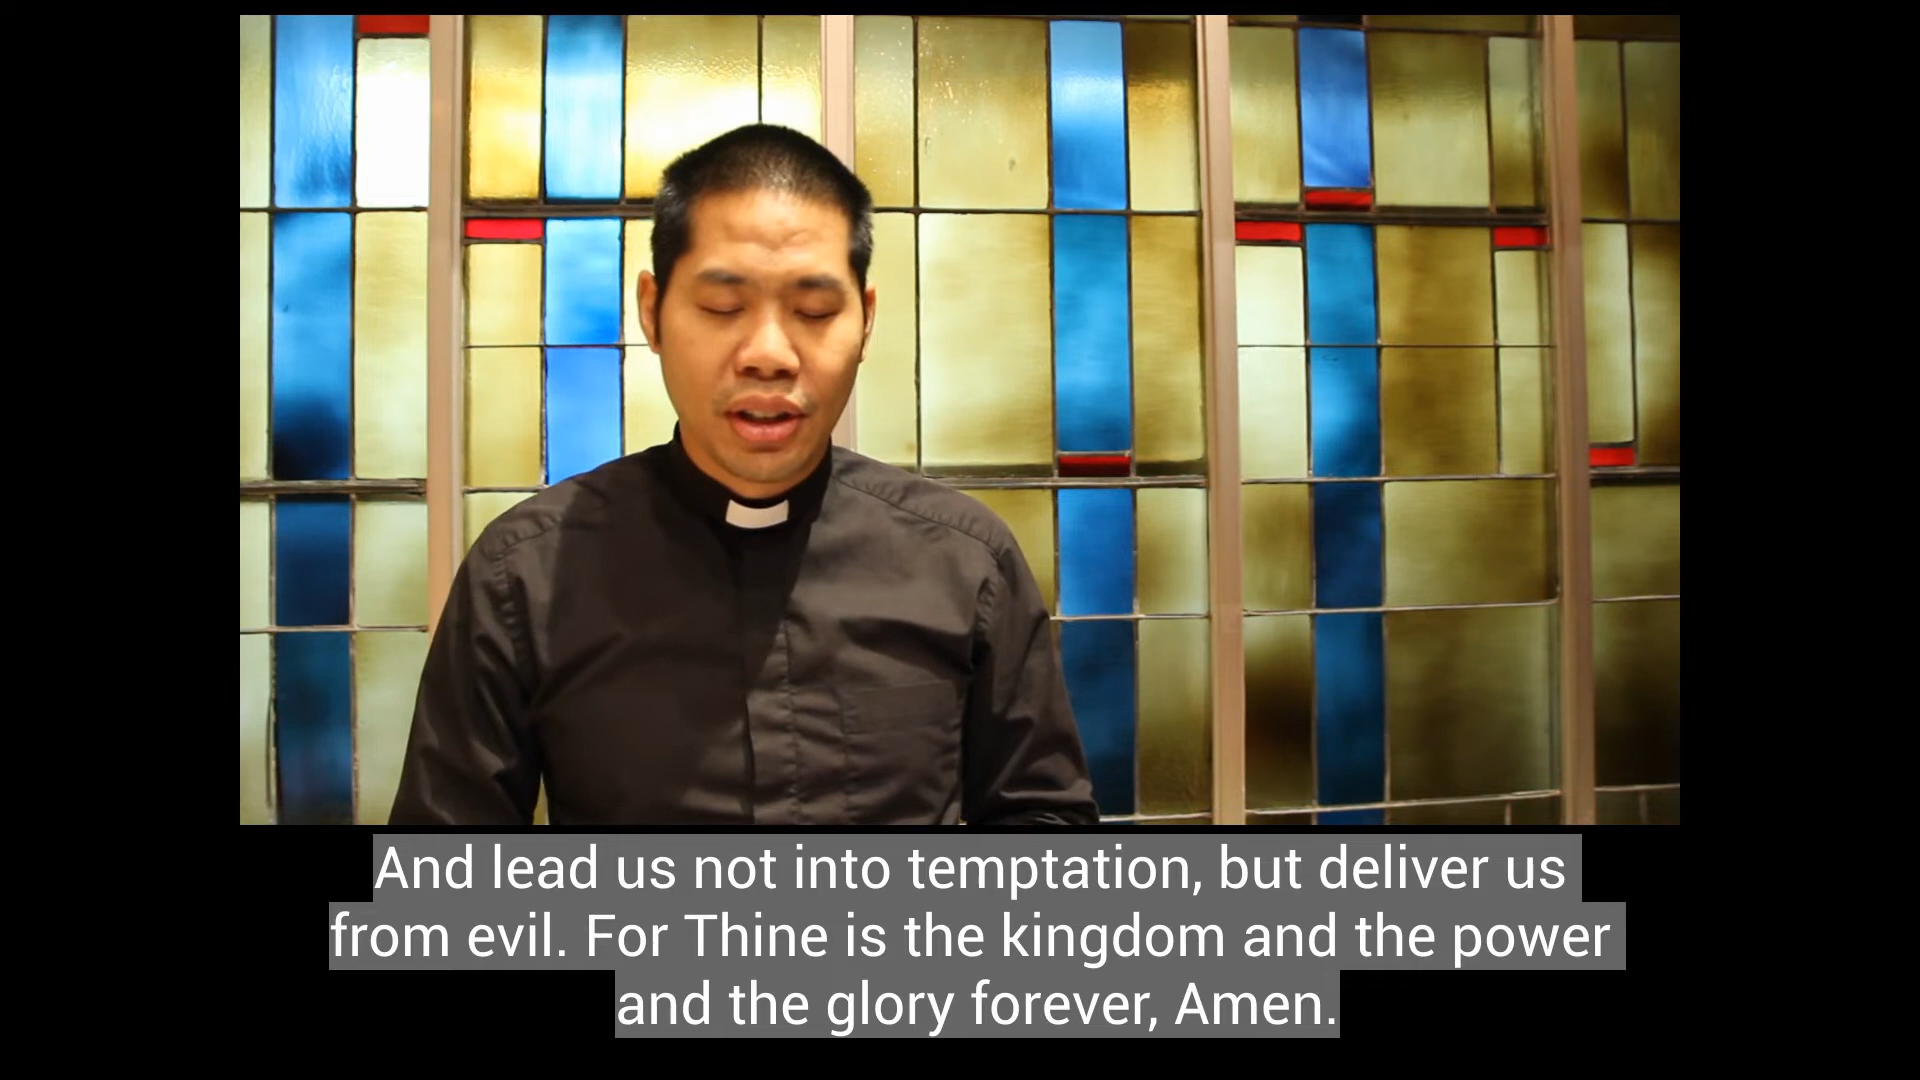 And lead us not into temptation, but deliver us
from evil. For Thine is the kingdom and the power
and the glory forever, Amen.